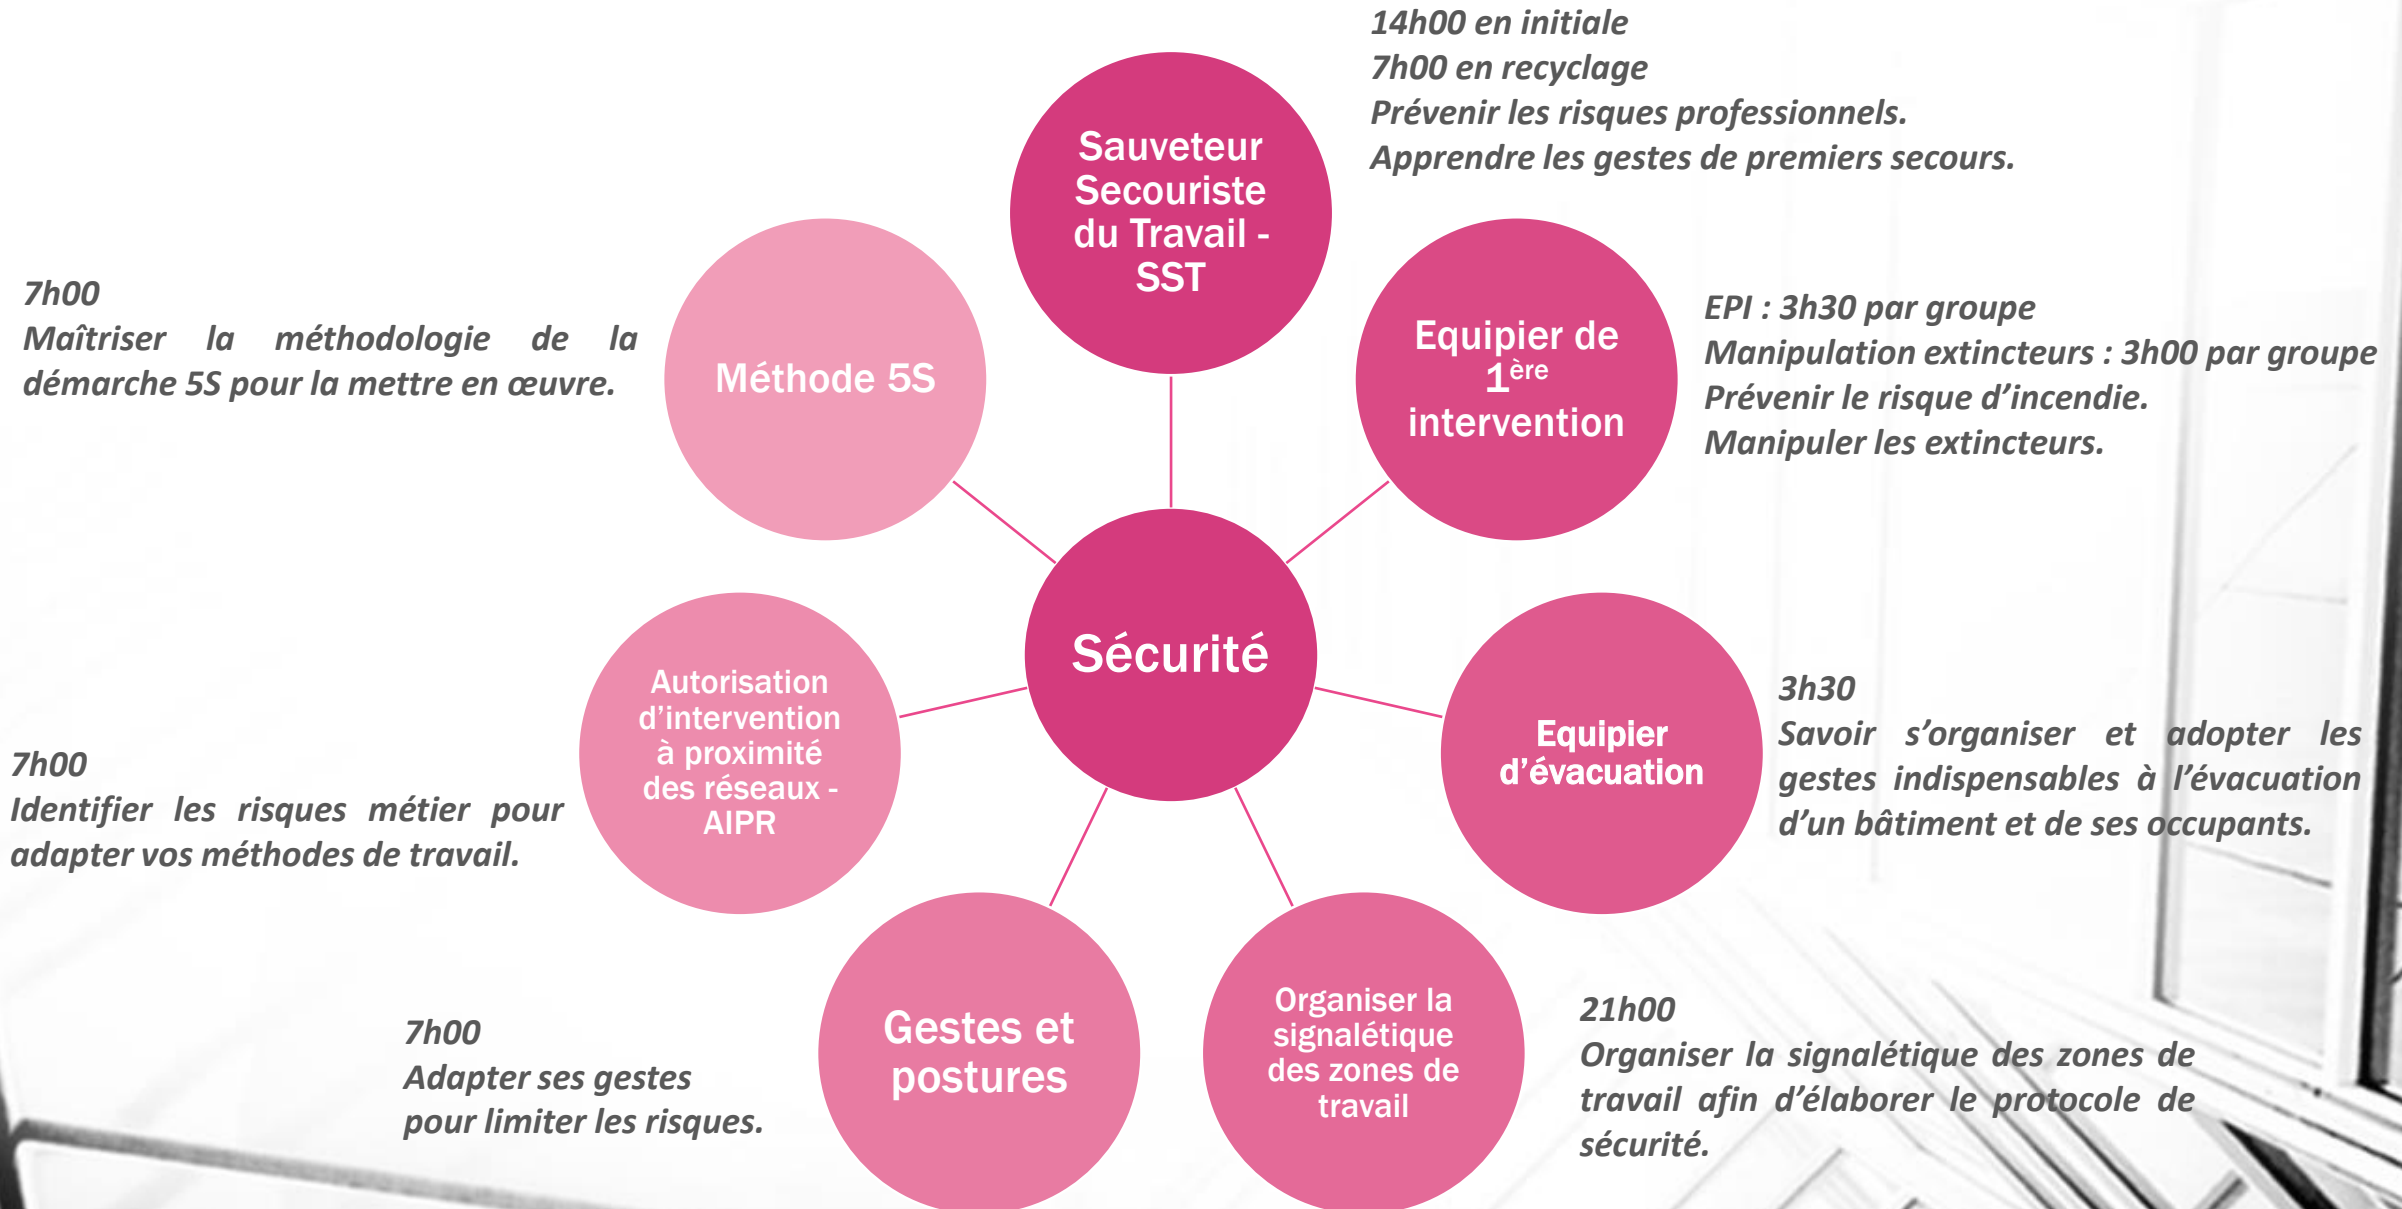 14h00 en initiale
7h00 en recyclage
Prévenir les risques professionnels.
Apprendre les gestes de premiers secours.
Sauveteur
Secouriste
du Travail -
SST
7h00
Maîtriser la méthodologie de la
démarche 5S pour la mettre en œuvre.
Méthode 5S
Equipier de
1ère
intervention
EPI : 3h30 par groupe
Manipulation extincteurs : 3h00 par groupe
Prévenir le risque d’incendie.
Manipuler les extincteurs.
Sécurité
7h00
Identifier les risques métier pour
adapter vos méthodes de travail.
Autorisation
d’intervention
à proximité
des réseaux -
AIPR
Equipier
d’évacuation
3h30
Savoir s’organiser et adopter les
gestes indispensables à l’évacuation
d’un bâtiment et de ses occupants.
7h00
Adapter ses gestes
pour limiter les risques.
Gestes et
postures
Organiser la
signalétique
des zones de
travail
21h00
Organiser la signalétique des zones de
travail afin d’élaborer le protocole de
sécurité.